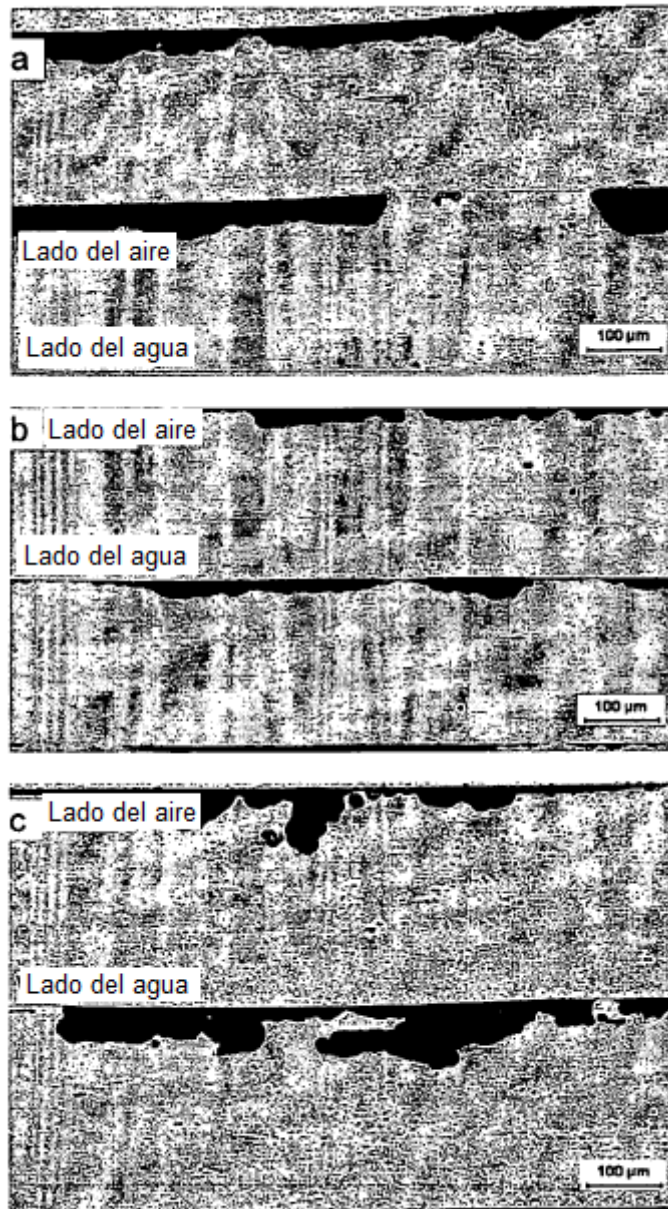 a
Lado del aire
Lado del agua
100 µm
b Lado del aire
Lado del agua
100 µm
c Lado del aire
Lado del agua
100 µm